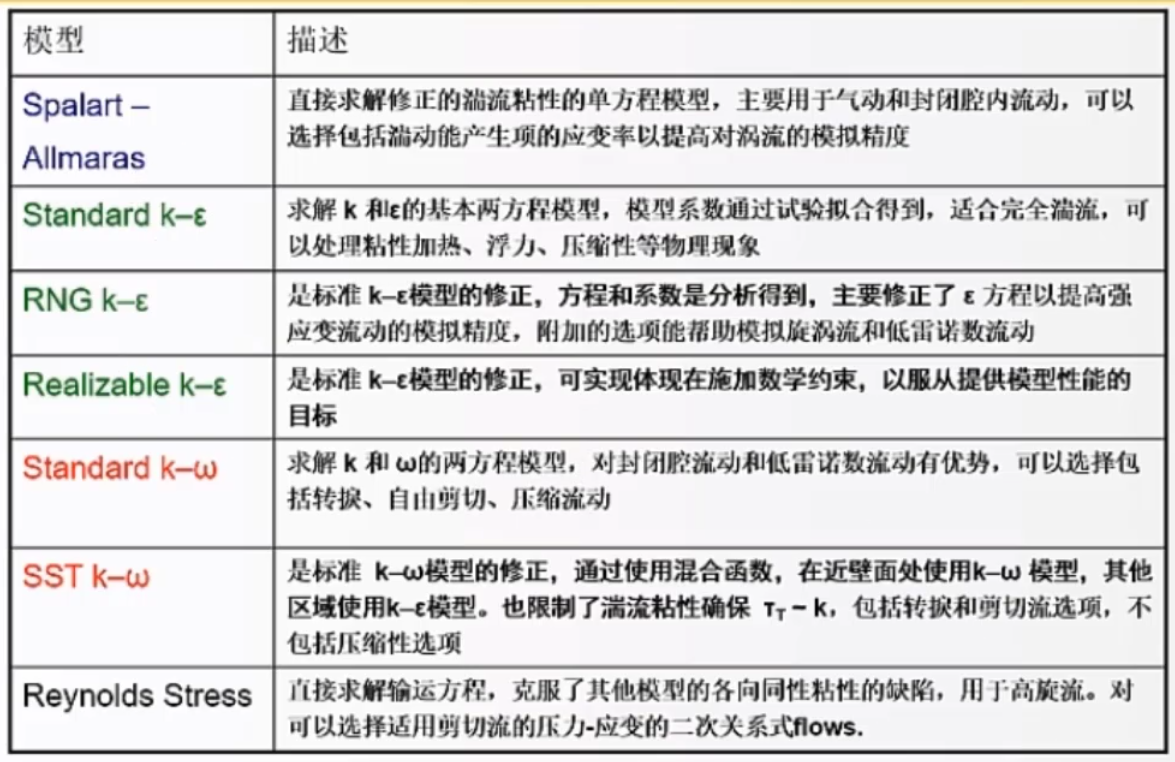 模型
描述
Spalart –
Allmaras
直接求解修正的湍流粘性的单方程模型，主要用于气动和封闭腔内流动，可以
选择包括湍动能产生项的应变率以提高对涡流的模拟精度
Standard k–ε
求解 k 和ε的基本两方程模型，模型系数通过试验拟合得到，适合完全湍流，可
以处理粘性加热、浮力、压缩性等物理现象
RNG k–ε
是标准 k–ε模型的修正，方程和系数是分析得到，主要修正了 ε 方程以提高强
应变流动的模拟精度，附加的选项能帮助模拟旋涡流和低雷诺数流动
Realizable k–ε
是标准 k–ε模型的修正，可实现体现在施加数学约束，以服从提供模型性能的
目标
Standard k–ω
求解 k 和 ω的两方程模型，对封闭腔流动和低雷诺数流动有优势，可以选择包
括转捩、自由剪切、压缩流动
SST k–ω
是标准 k–ω模型的修正，通过使用混合函数，在近壁面处使用k–ω 模型，其他
区域使用k–ε模型。也限制了湍流粘性确保 τT ~ k，包括转捩和剪切流选项，不
包括压缩性选项
Reynolds Stress
直接求解输运方程，克服了其他模型的各向同性粘性的缺陷，用于高旋流。对
可以选择适用剪切流的压力-应变的二次关系式flows.